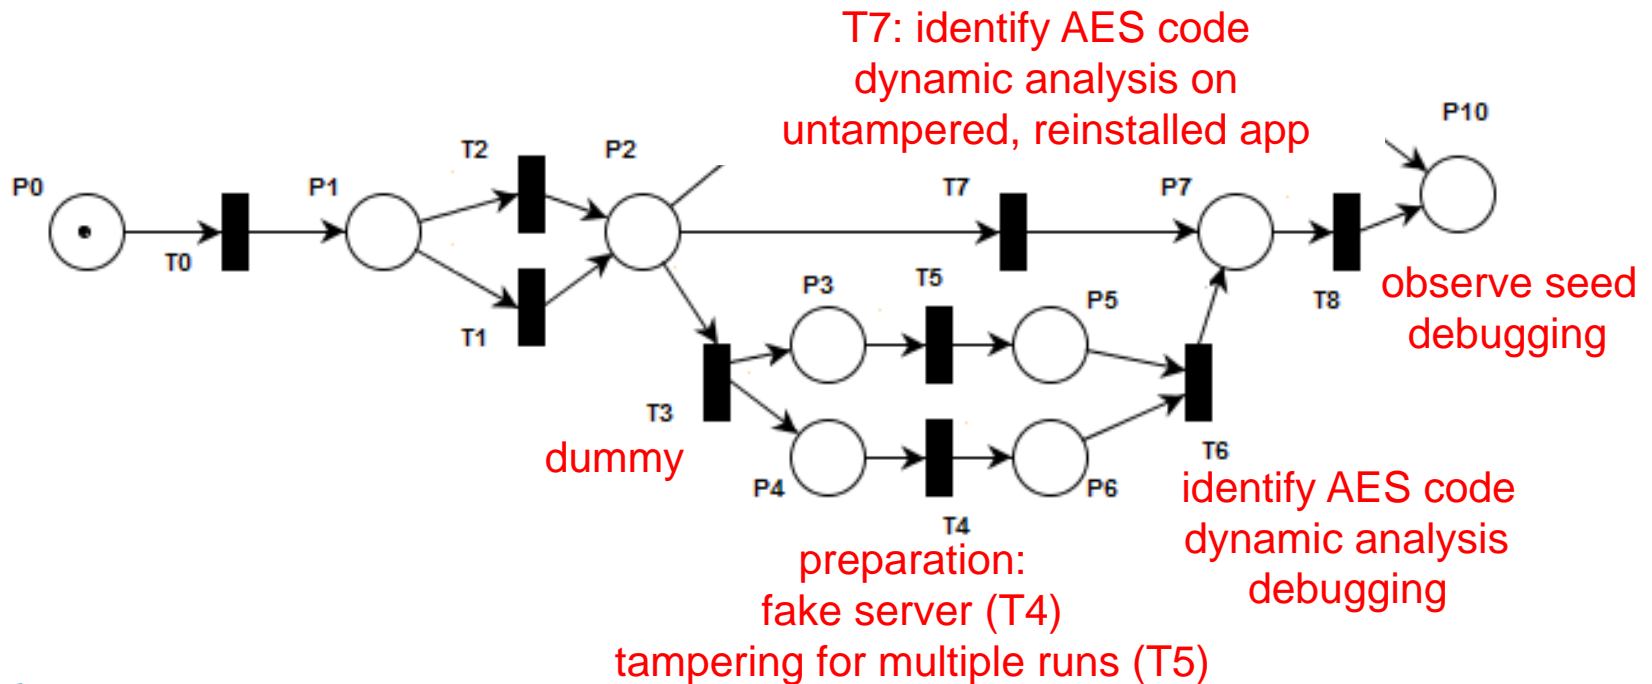 T7: identify AES code
dynamic analysis on
untampered, reinstalled app
P10
T2
P2
P0
P1
T7
P7
T0
P3
T5
P5
T8
observe seed
debugging
T1
T3
dummy
P4
T4
P6
T6
identify AES code
dynamic analysis
debugging
preparation:
fake server (T4)
tampering for multiple runs (T5)